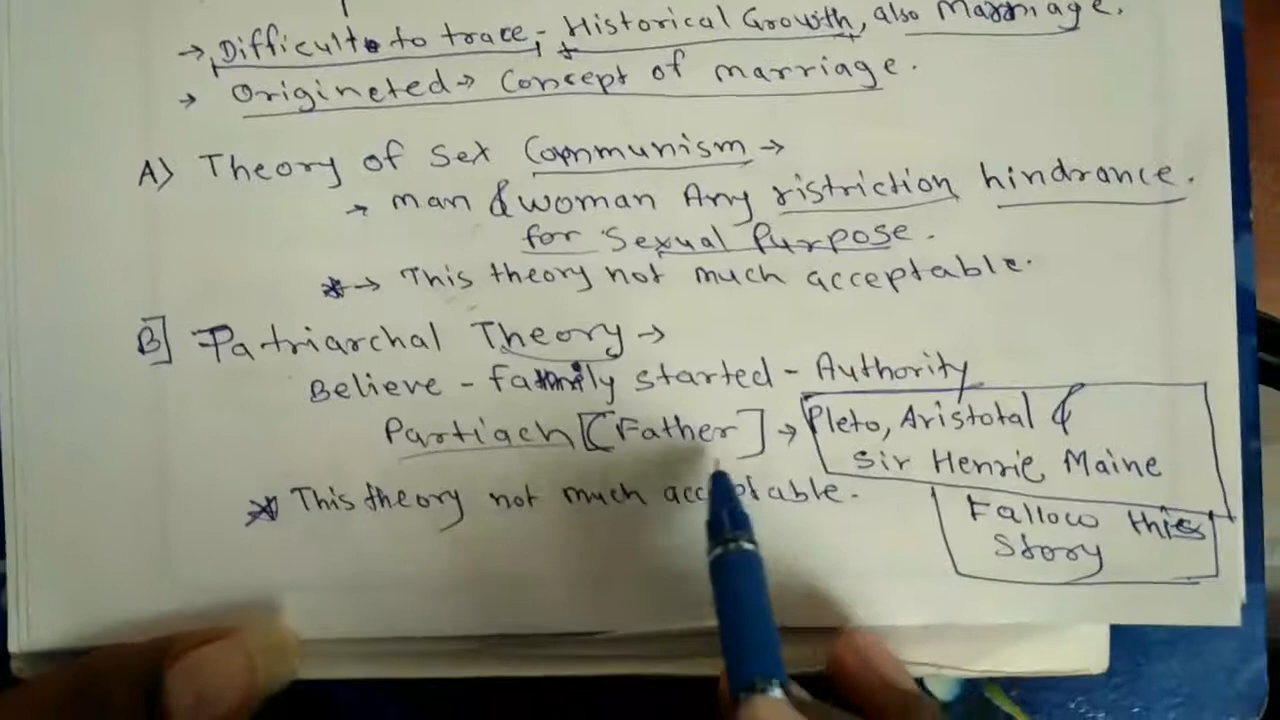 → Difficult to trace - Historical Growth, also Marriage.
→ Origineted → Concept of marriage.
A) Theory of Sex Communism →
→ man & woman Any ristriction hindrance.
for Sexual Purpose.
* → This theory not much acceptable.
B] Patriarchal Theory →
Believe - family started - Authority
Partiach [Father] → Pleto, Aristotal &
Sir Henrie Maine
* This theory not much acceptable.
Fallow this
Story